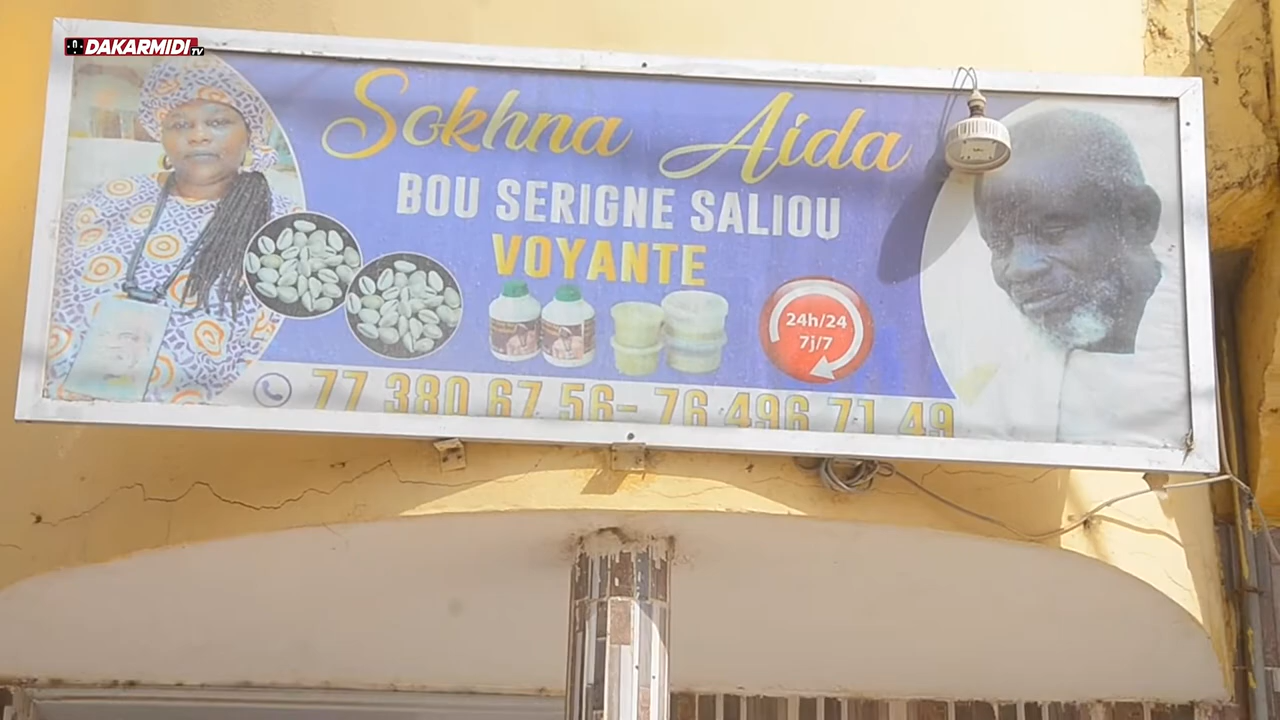 DAKARMIDI TV
Sokhna Aida
BOU SERIGNE SALIOU
VOYANTE
24h/24
7j/7
77 380 67 56- 76 496 71 49